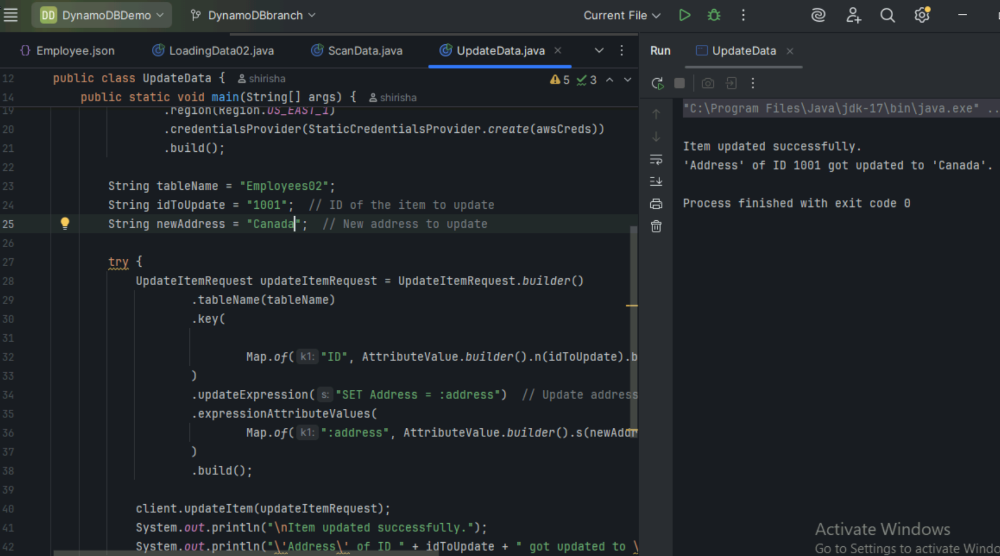 DD DynamoDBDemo DynamoDBbranch Current File
Employee.json LoadingData02.java ScanData.java UpdateData.java Run UpdateData
12 public class UpdateData { shirisha 5 3
14 public static void main(String[] args) { shirisha
19 .region(Region.US_EAST_1)
20 .credentialsProvider(StaticCredentialsProvider.create(awsCreds))
21 .build();
22
23 String tableName = "Employees02";
24 String idToUpdate = "1001"; // ID of the item to update
25 String newAddress = "Canada"; // New address to update
26
27 try {
28 UpdateItemRequest updateItemRequest = UpdateItemRequest.builder()
29 .tableName(tableName)
30 .key(
31
32 Map.of( k1: "ID", AttributeValue.builder().n(idToUpdate).b
33 )
34 .updateExpression( s: "SET Address = :address") // Update address
35 .expressionAttributeValues(
36 Map.of( k1: ":address", AttributeValue.builder().s(newAddr
37 )
38 .build();
39
40 client.updateItem(updateItemRequest);
41 System.out.println("\nItem updated successfully.");
42 System.out.println("\'Address\' of ID " + idToUpdate + " got updated to \
"C:\Program Files\Java\jdk-17\bin\java.exe" ..
Item updated successfully.
'Address' of ID 1001 got updated to 'Canada'.
Process finished with exit code 0
Activate Windows
Go to Settings to activate Windo